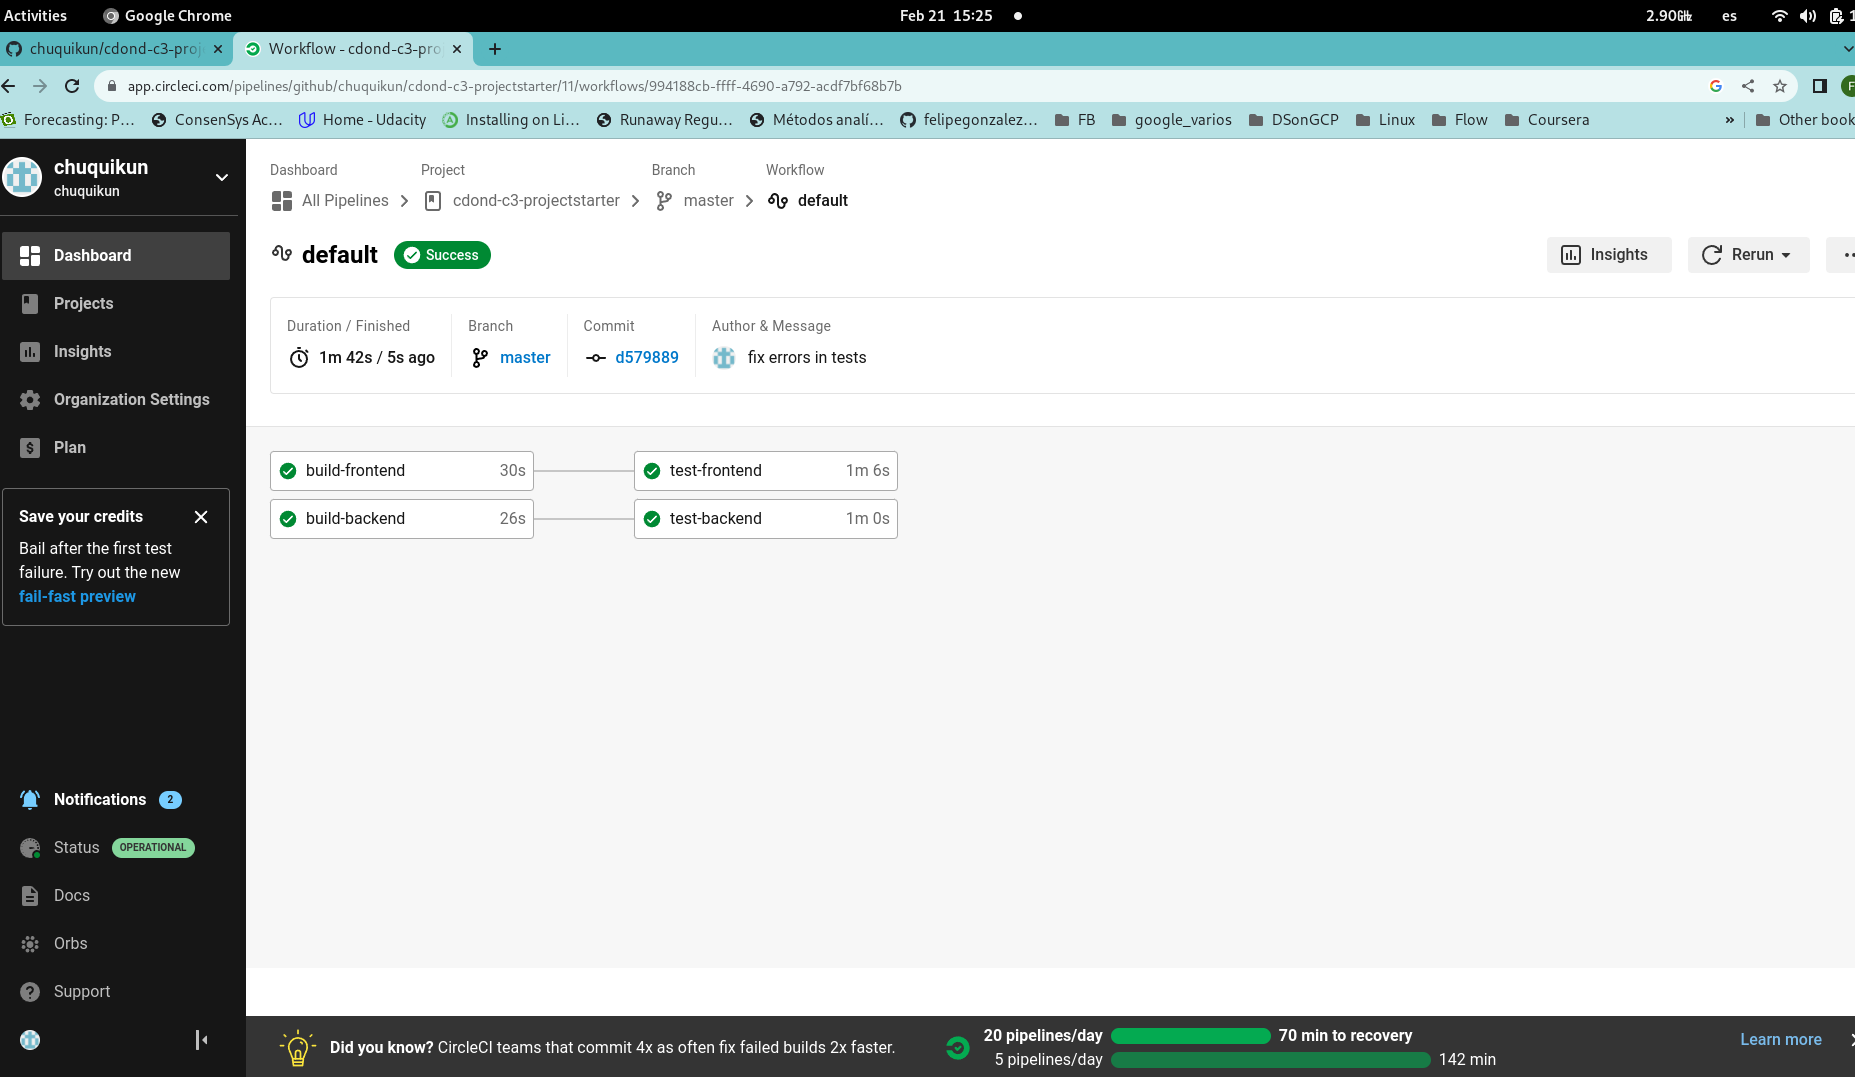 Activities
Google Chrome
Feb 21 15:25
2.90GHz
es
chuquikun/cdond-c3-proj
Workflow - cdond-c3-pro
app.circleci.com/pipelines/github/chuquikun/cdond-c3-projectstarter/11/workflows/994188cb-ffff-4690-a792-acdf7bf68b7b
Forecasting: P...
ConsenSys Ac...
Home - Udacity
Installing on Li...
Runaway Regu...
Métodos analí...
felipegonzalez...
FB
google_varios
DSonGCP
Linux
Flow
Coursera
»
Other book
chuquikun
chuquikun
Dashboard
Projects
Insights
Organization Settings
Plan
Save your credits
Bail after the first test
failure. Try out the new
fail-fast preview
Notifications 2
Status OPERATIONAL
Docs
Orbs
Support
Dashboard
Project
Branch
Workflow
All Pipelines
cdond-c3-projectstarter
master
default
default
Success
Insights
Rerun
Duration / Finished
1m 42s / 5s ago
Branch
master
Commit
d579889
Author & Message
fix errors in tests
build-frontend 30s
test-frontend 1m 6s
build-backend 26s
test-backend 1m 0s
Did you know? CircleCI teams that commit 4x as often fix failed builds 2x faster.
20 pipelines/day
70 min to recovery
5 pipelines/day
142 min
Learn more